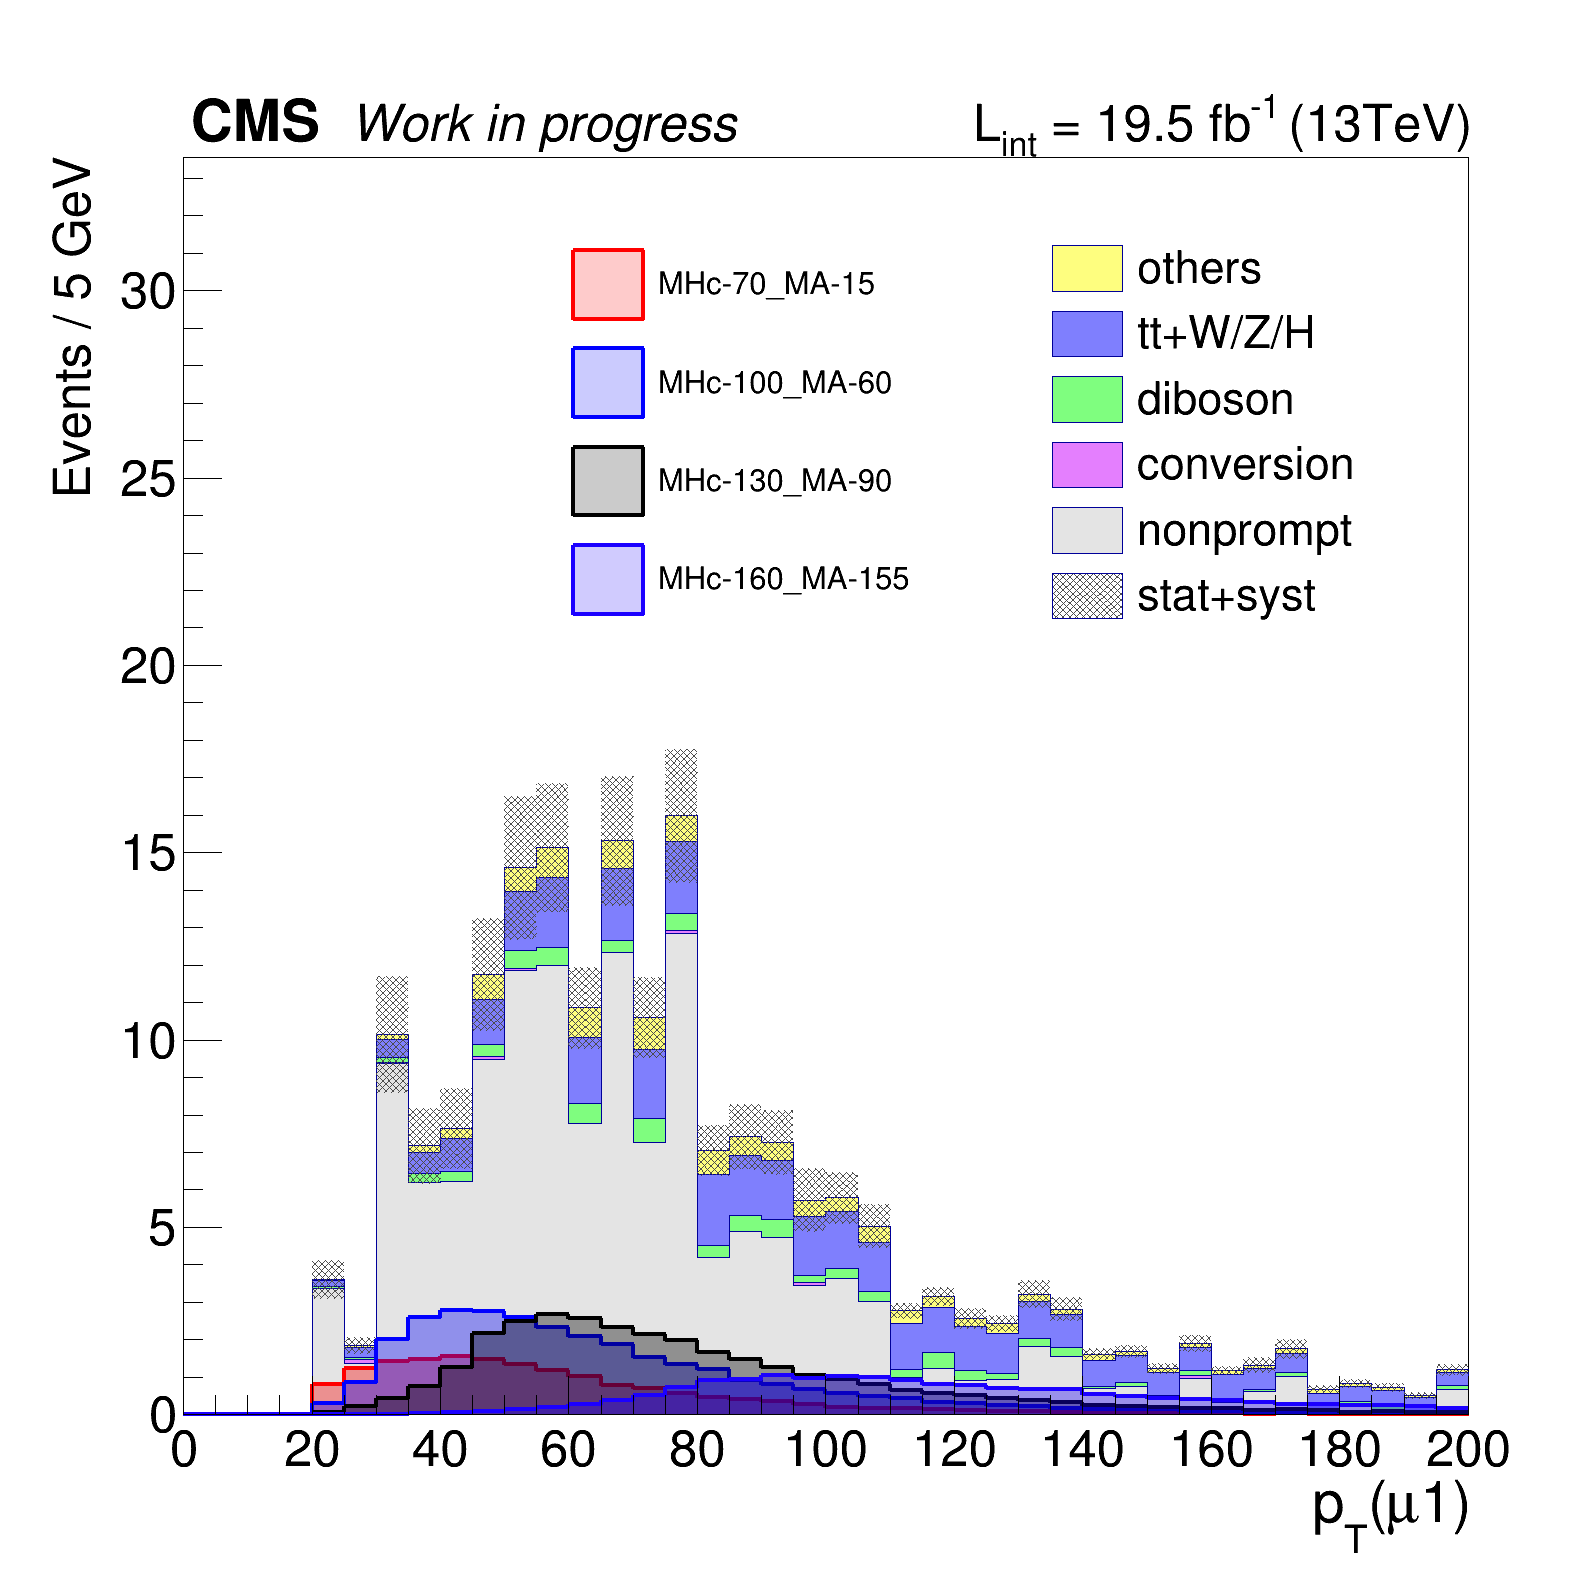 CMS Work in progress
L_int = 19.5 fb^-1 (13TeV)
Events / 5 GeV
30
25
20
15
10
5
0
MHc-70_MA-15
MHc-100_MA-60
MHc-130_MA-90
MHc-160_MA-155
others
tt+W/Z/H
diboson
conversion
nonprompt
stat+syst
0 20 40 60 80 100 120 140 160 180 200
p_T(μ1)